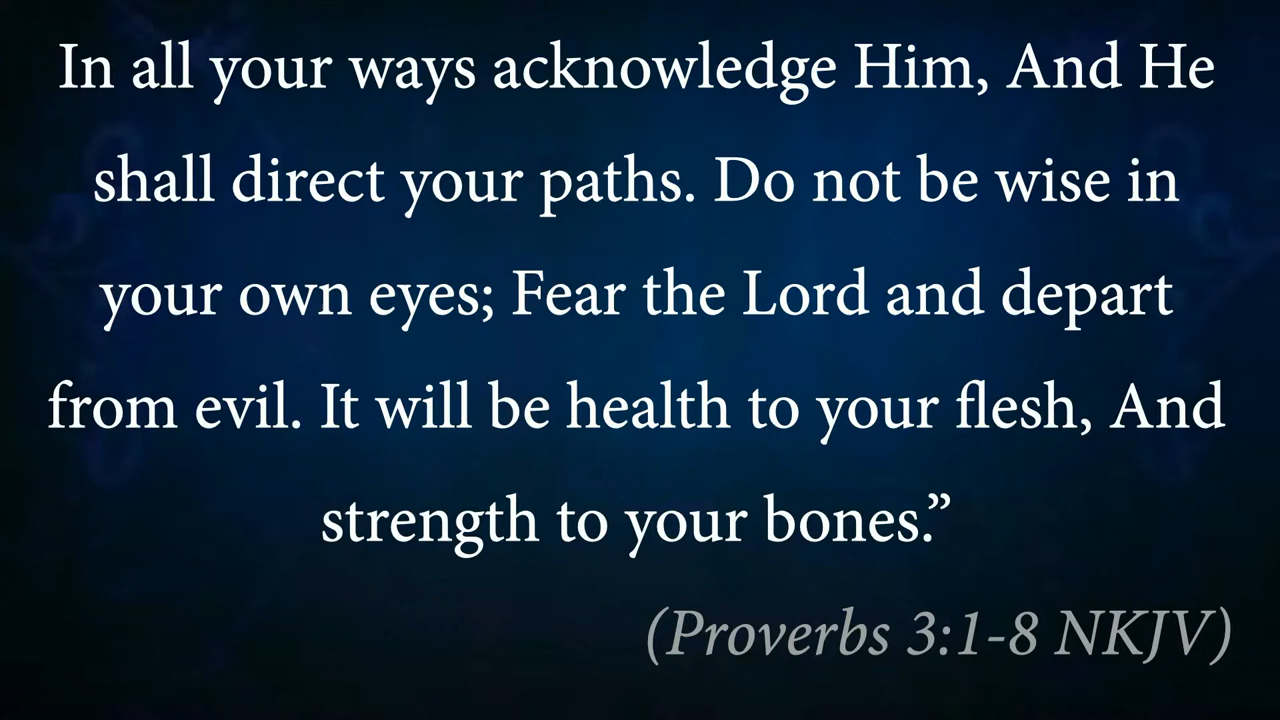 In all your ways acknowledge Him, And He
shall direct your paths. Do not be wise in
your own eyes; Fear the Lord and depart
from evil. It will be health to your flesh, And
strength to your bones.”
(Proverbs 3:1-8 NKJV)